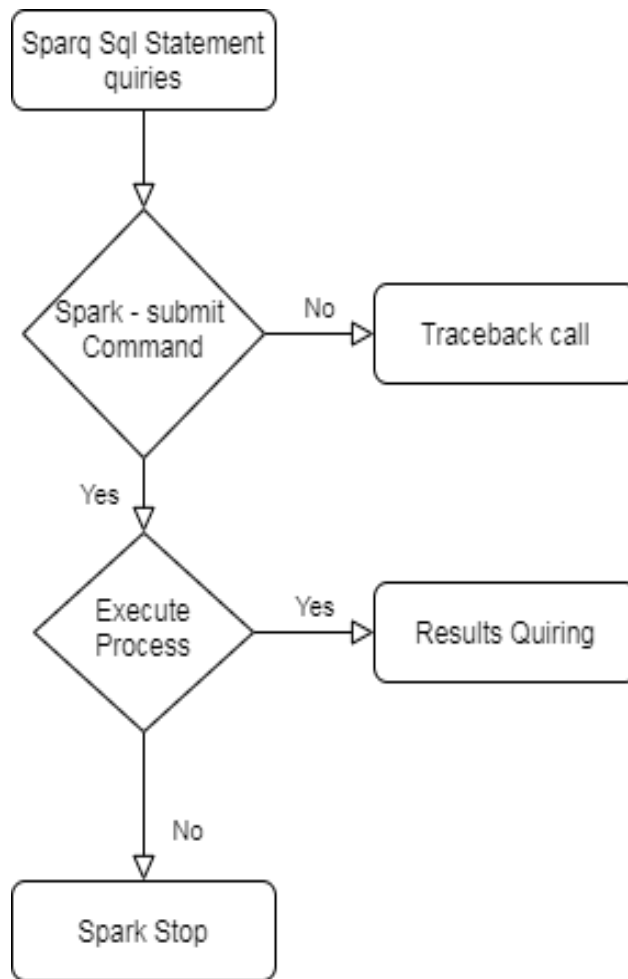 Sparq Sql Statement
quiries
Spark - submit
Command
No
Traceback call
Yes
Execute
Process
Yes
Results Quiring
No
Spark Stop